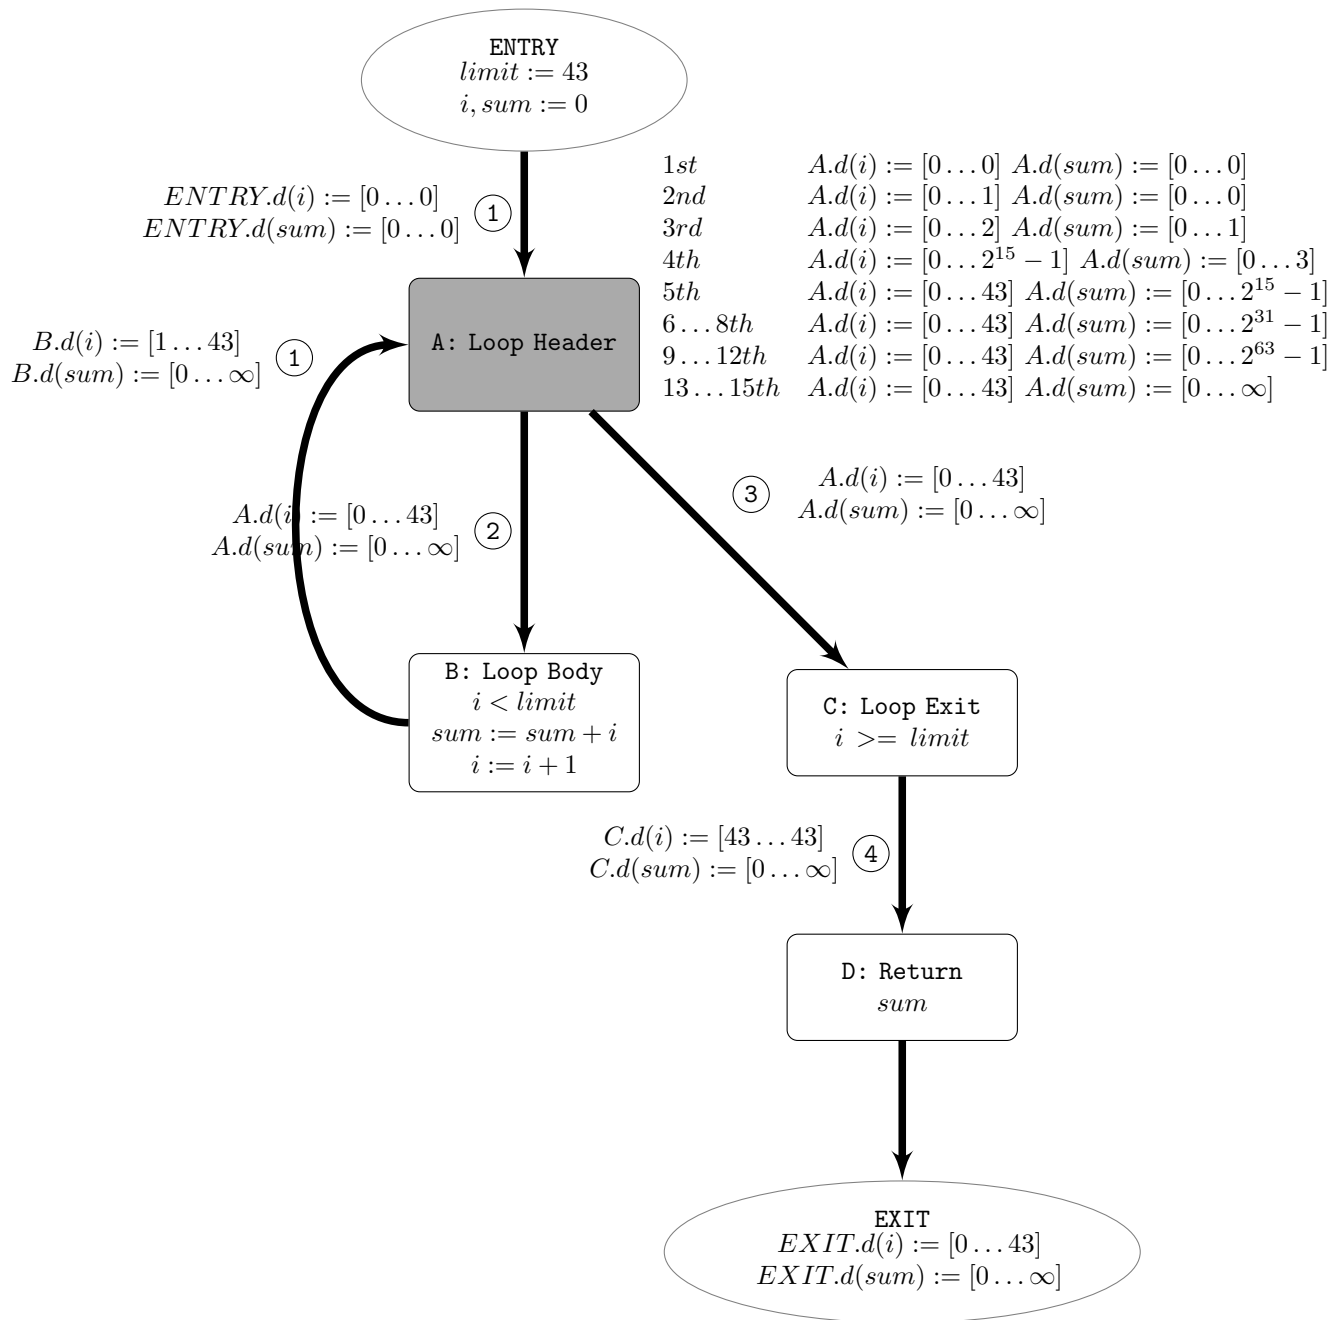 ENTRY
limit := 43
i, sum := 0
1st A.d(i) := [0...0] A.d(sum) := [0...0]
2nd A.d(i) := [0...1] A.d(sum) := [0...0]
3rd A.d(i) := [0...2] A.d(sum) := [0...1]
4th A.d(i) := [0...2^15 − 1] A.d(sum) := [0...3]
5th A.d(i) := [0...43] A.d(sum) := [0...2^15 − 1]
6...8th A.d(i) := [0...43] A.d(sum) := [0...2^31 − 1]
9...12th A.d(i) := [0...43] A.d(sum) := [0...2^63 − 1]
13...15th A.d(i) := [0...43] A.d(sum) := [0...∞]
ENTRY.d(i) := [0...0]
ENTRY.d(sum) := [0...0]
1
A: Loop Header
B.d(i) := [1...43]
B.d(sum) := [0...∞]
1
A.d(i) := [0...43]
A.d(sum) := [0...∞]
2
3
A.d(i) := [0...43]
A.d(sum) := [0...∞]
B: Loop Body
i < limit
sum := sum + i
i := i + 1
C: Loop Exit
i >= limit
C.d(i) := [43...43]
C.d(sum) := [0...∞]
4
D: Return
sum
EXIT
EXIT.d(i) := [0...43]
EXIT.d(sum) := [0...∞]